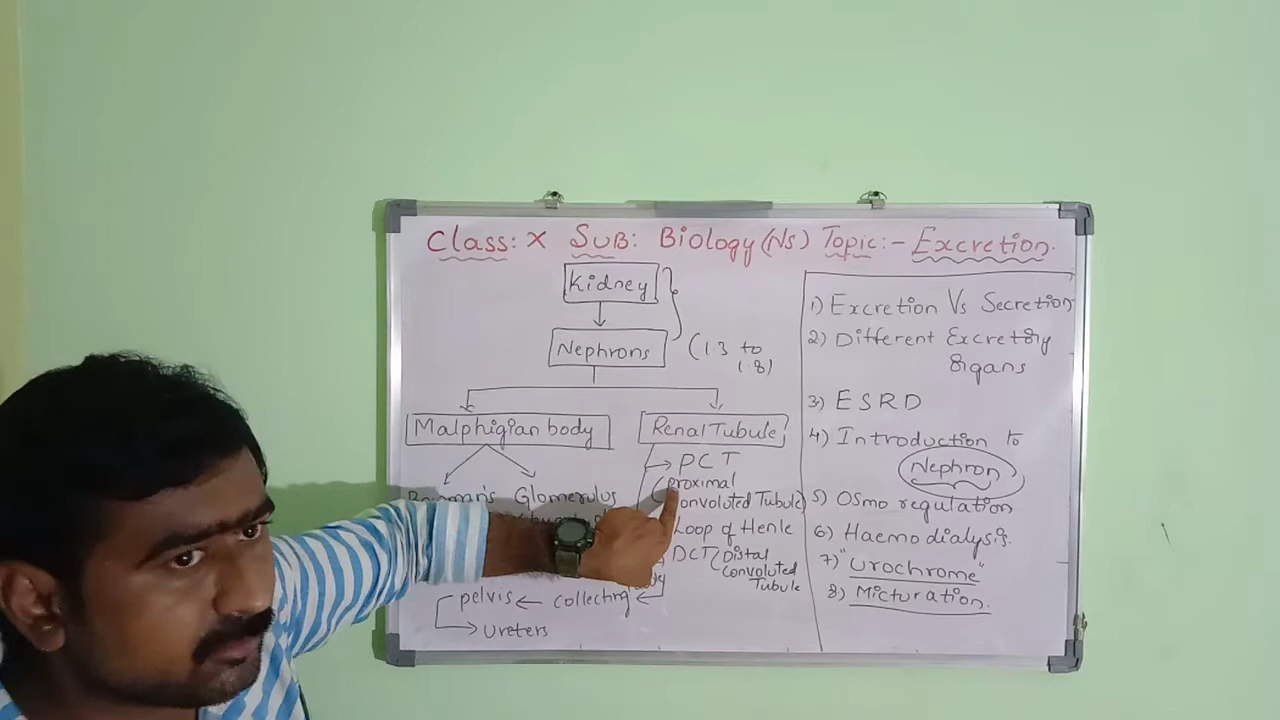 Class: X Sub: Biology (NS) Topic:- Excretion.
Kidney
Nephrons
(1.3 to
1.8)
Malphigian body
Renal Tubule
Glomerulus
PCT
(Proximal
Convoluted Tubule)
Loop of Henle
DCT (Distal
Convoluted
Tubule
collecting
pelvis
ureters
1) Excretion Vs Secretion
2) Different Excretory
organs
3) ESRD
4) Introduction to
Nephron
5) Osmo regulation
6) Haemo dialysis.
7) "Urochrome"
8) Micturation.